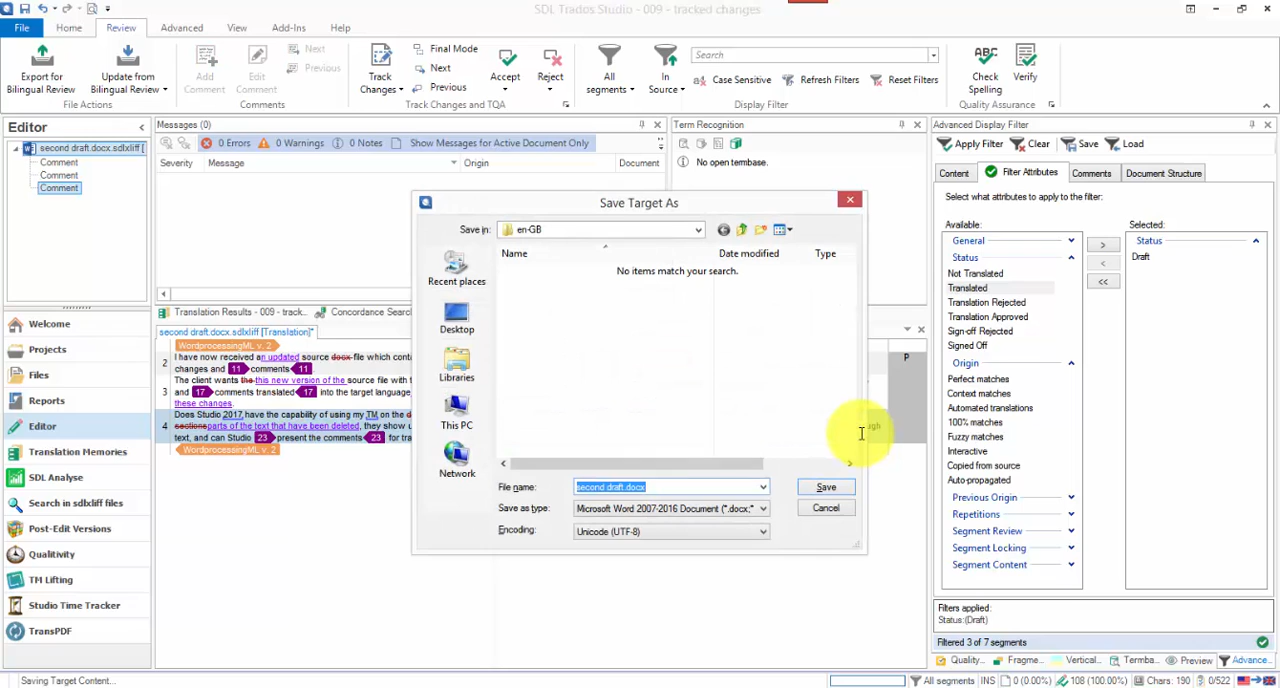 SDL Trados Studio - 009 - tracked changes
File
Home
Review
Advanced
View
Add-Ins
Help
Export for
Bilingual Review
Update from
Bilingual Review
File Actions
Add
Comment
Edit
Comment
Next
Previous
Comments
Track
Changes
Final Mode
Next
Previous
Accept
Reject
Track Changes and TQA
All
segments
In
Source
Search
Case Sensitive
Refresh Filters
Reset Filters
Display Filter
ABC
Check
Spelling
Verify
Quality Assurance
Editor
second draft.docx.sdlxliff [
Comment
Comment
Comment
Welcome
Projects
Files
Reports
Editor
Translation Memories
SDL Analyse
Search in sdlxliff files
Post-Edit Versions
Qualitivity
TM Lifting
Studio Time Tracker
TransPDF
Messages (0)
0 Errors
0 Warnings
0 Notes
Show Messages for Active Document Only
Severity
Message
Origin
Document
Term Recognition
No open termbase.
Translation Results - 009 - track...
Concordance Searc
second draft.docx.sdlxliff [Translation]*
WordprocessingML v. 2
2 I have now received an updated source docx file which cont
changes and 11 comments 11
3 The client wants the this new version of the source file with t
and 17 comments translated 17 into the target language,
these changes.
4 Does Studio 2017 have the capability of using my TM on the d
sections parts of the text that have been deleted, they show u
text, and can Studio 23 present the comments 23 for tra
WordprocessingML v. 2
P
ugh
Save Target As
Save in:
en-GB
Name
Date modified
Type
No items match your search.
Recent places
Desktop
Libraries
This PC
Network
File name:
second draft.docx
Save
Save as type:
Microsoft Word 2007-2016 Document (*.docx;*
Cancel
Encoding:
Unicode (UTF-8)
Advanced Display Filter
Apply Filter
Clear
Save
Load
Content
Filter Attributes
Comments
Document Structure
Select what attributes to apply to the filter:
Available:
General
Status
Not Translated
Translated
Translation Rejected
Translation Approved
Sign-off Rejected
Signed Off
Origin
Perfect matches
Context matches
Automated translations
100% matches
Fuzzy matches
Interactive
Copied from source
Auto-propagated
Previous Origin
Repetitions
Segment Review
Segment Locking
Segment Content
>
<
<<
Selected:
Status
Draft
Filters applied:
Status:(Draft)
Filtered 3 of 7 segments
Quality...
Fragme...
Vertical...
Termba...
Preview
Advance...
Saving Target Content...
All segments
INS
0 (0.00%)
108 (100.00%)
Chars: 190
0/522